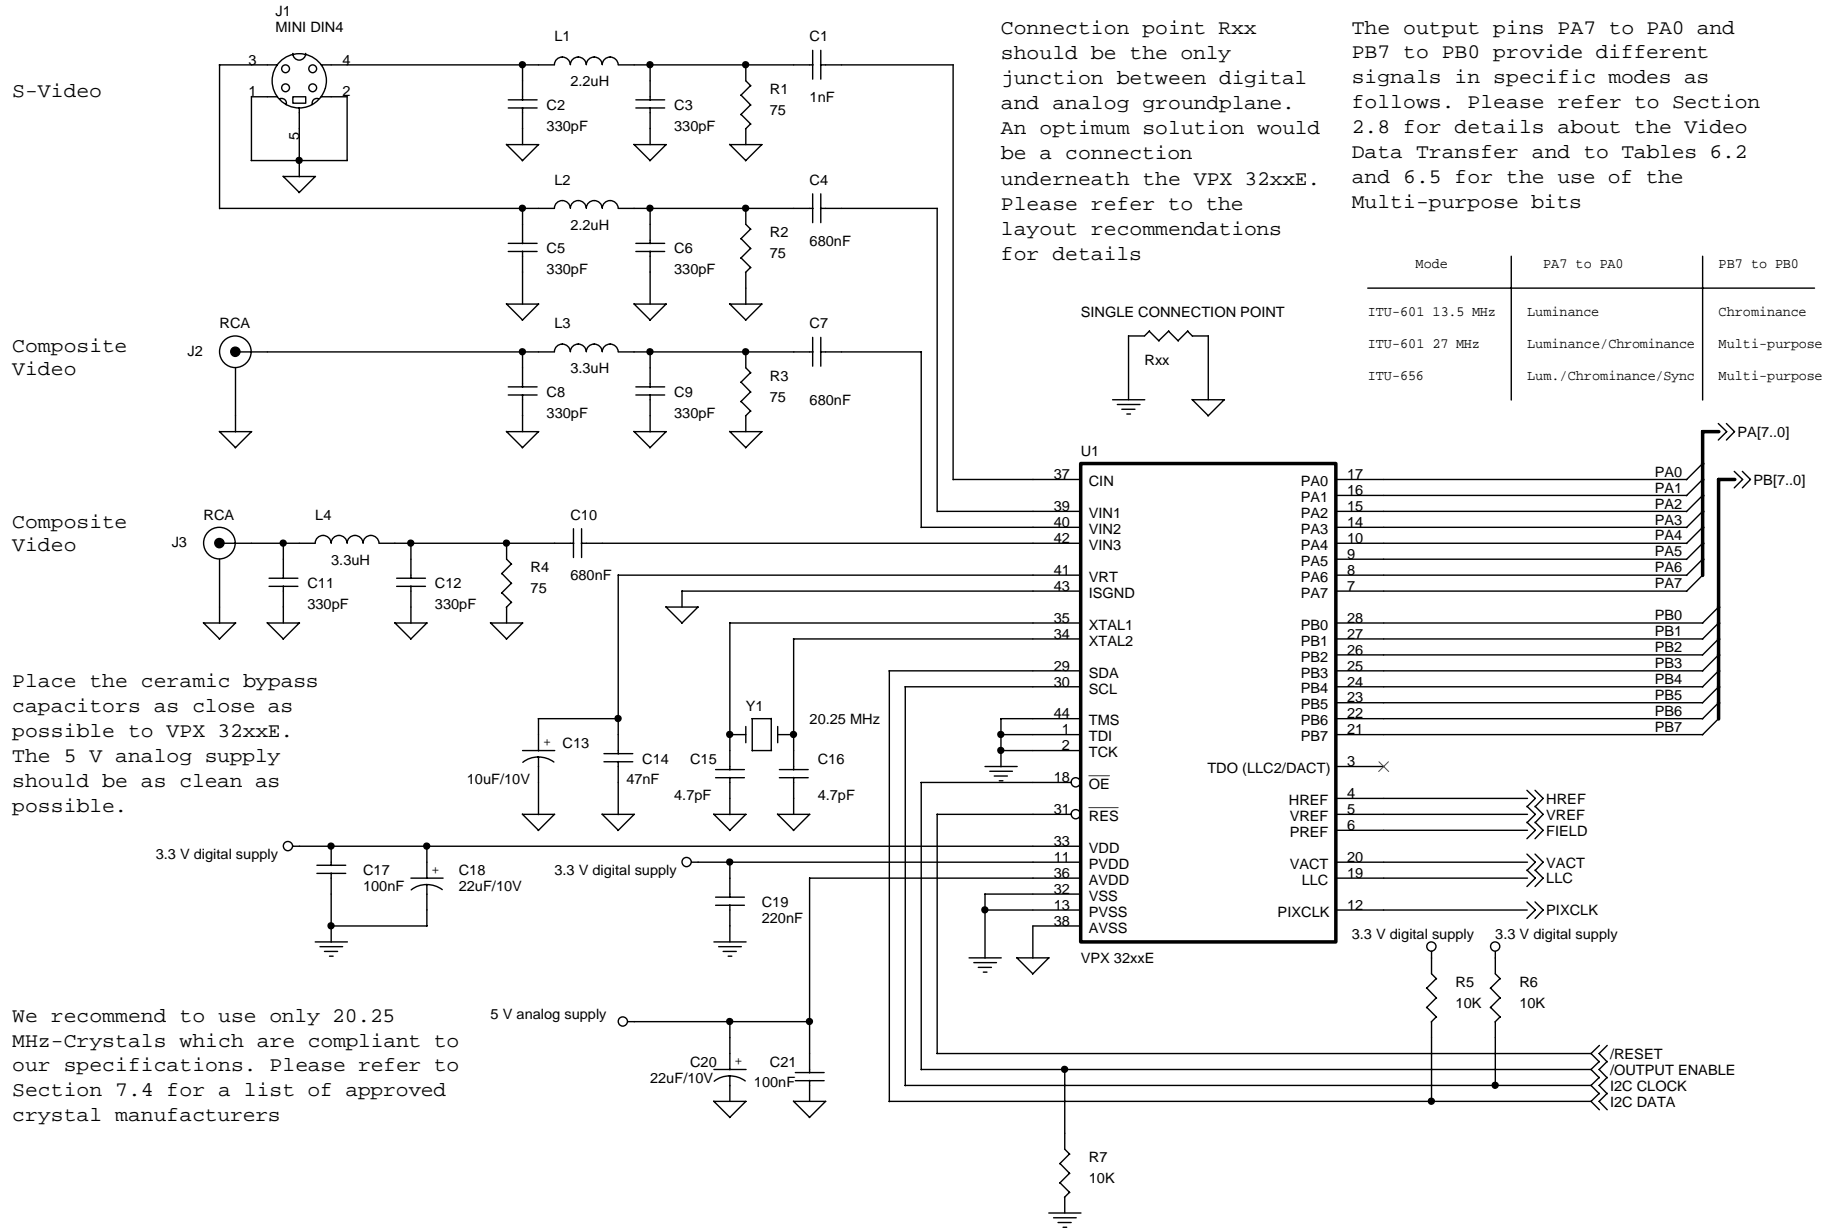 J1
MINI DIN4
S-Video
3
4
1
2
5
L1
2.2uH
C1
1nF
C2
330pF
C3
330pF
R1
75
L2
2.2uH
C4
680nF
C5
330pF
C6
330pF
R2
75
Composite
Video
RCA
J2
L3
3.3uH
C7
680nF
C8
330pF
C9
330pF
R3
75
Composite
Video
RCA
J3
L4
3.3uH
C10
680nF
C11
330pF
C12
330pF
R4
75
Connection point Rxx
should be the only
junction between digital
and analog groundplane.
An optimum solution would
be a connection
underneath the VPX 32xxE.
Please refer to the
layout recommendations
for details
The output pins PA7 to PA0 and
PB7 to PB0 provide different
signals in specific modes as
follows. Please refer to Section
2.8 for details about the Video
Data Transfer and to Tables 6.2
and 6.5 for the use of the
Multi-purpose bits
Mode PA7 to PA0 PB7 to PB0
ITU-601 13.5 MHz Luminance Chrominance
ITU-601 27 MHz Luminance/Chrominance Multi-purpose
ITU-656 Lum./Chrominance/Sync Multi-purpose
SINGLE CONNECTION POINT
Rxx
U1
37 CIN
39 VIN1
40 VIN2
42 VIN3
41 VRT
43 ISGND
35 XTAL1
34 XTAL2
29 SDA
30 SCL
44 TMS
1 TDI
2 TCK
18 OE
31 RES
33 VDD
11 PVDD
36 AVDD
32 VSS
13 PVSS
38 AVSS
VPX 32xxE
PA0 17 PA0
PA1 16 PA1
PA2 15 PA2
PA3 14 PA3
PA4 10 PA4
PA5 9 PA5
PA6 8 PA6
PA7 7 PA7
PA[7..0]
PB[7..0]
PB0 28 PB0
PB1 27 PB1
PB2 26 PB2
PB3 25 PB3
PB4 24 PB4
PB5 23 PB5
PB6 22 PB6
PB7 21 PB7
TDO (LLC2/DACT) 3
HREF 4 HREF
VREF 5 VREF
PREF 6 FIELD
VACT 20 VACT
LLC 19 LLC
PIXCLK 12 PIXCLK
Place the ceramic bypass
capacitors as close as
possible to VPX 32xxE.
The 5 V analog supply
should be as clean as
possible.
C13
10uF/10V
+
C14
47nF
Y1
20.25 MHz
C15
4.7pF
C16
4.7pF
3.3 V digital supply
C17
100nF
+
C18
22uF/10V
3.3 V digital supply
C19
220nF
We recommend to use only 20.25
MHz-Crystals which are compliant to
our specifications. Please refer to
Section 7.4 for a list of approved
crystal manufacturers
5 V analog supply
C20
22uF/10V
+
C21
100nF
3.3 V digital supply
3.3 V digital supply
R5
10K
R6
10K
/RESET
/OUTPUT ENABLE
I2C CLOCK
I2C DATA
R7
10K